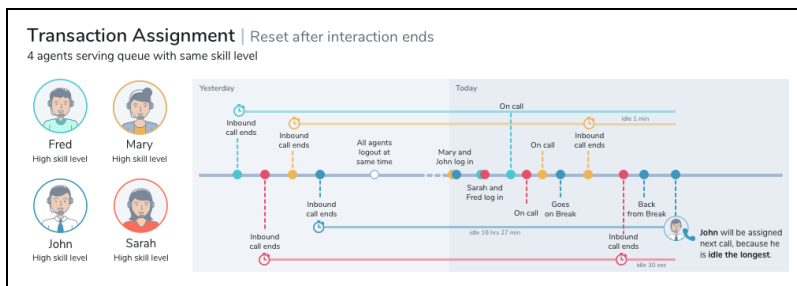 Transaction Assignment | Reset after interaction ends
4 agents serving queue with same skill level
Fred
High skill level
Mary
High skill level
John
High skill level
Sarah
High skill level
Yesterday
Today
Inbound
call ends
Inbound
call ends
All agents
logout at
same time
Mary and
John log in
On call
On call
Inbound
call ends
idle 1 min
Sarah and
Fred log in
On call
Goes
on Break
Back
from Break
Inbound
call ends
Inbound
call ends
idle 16 hrs 27 min
Inbound
call ends
idle 30 sec
John will be assigned
next call, because he
is idle the longest.